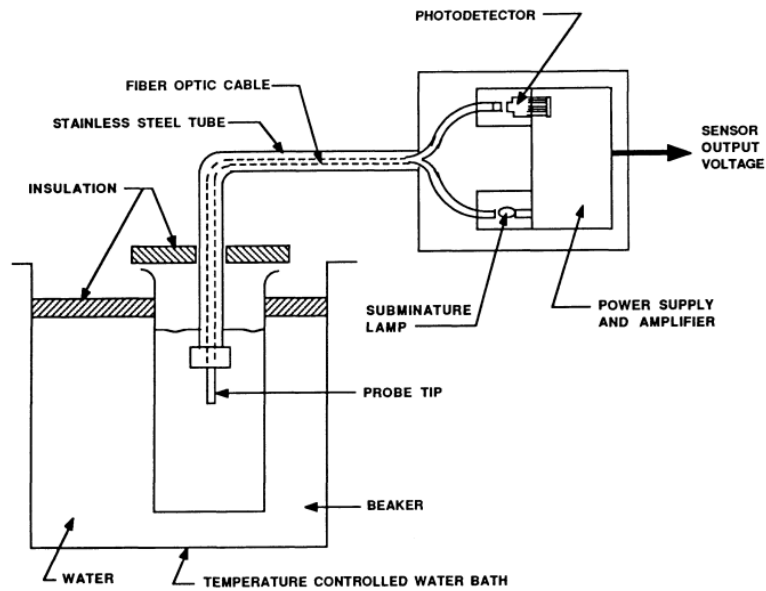 PHOTODETECTOR
FIBER OPTIC CABLE
STAINLESS STEEL TUBE
SENSOR
OUTPUT
VOLTAGE
INSULATION
SUBMINATURE
LAMP
POWER SUPPLY
AND AMPLIFIER
PROBE TIP
BEAKER
WATER
TEMPERATURE CONTROLLED WATER BATH